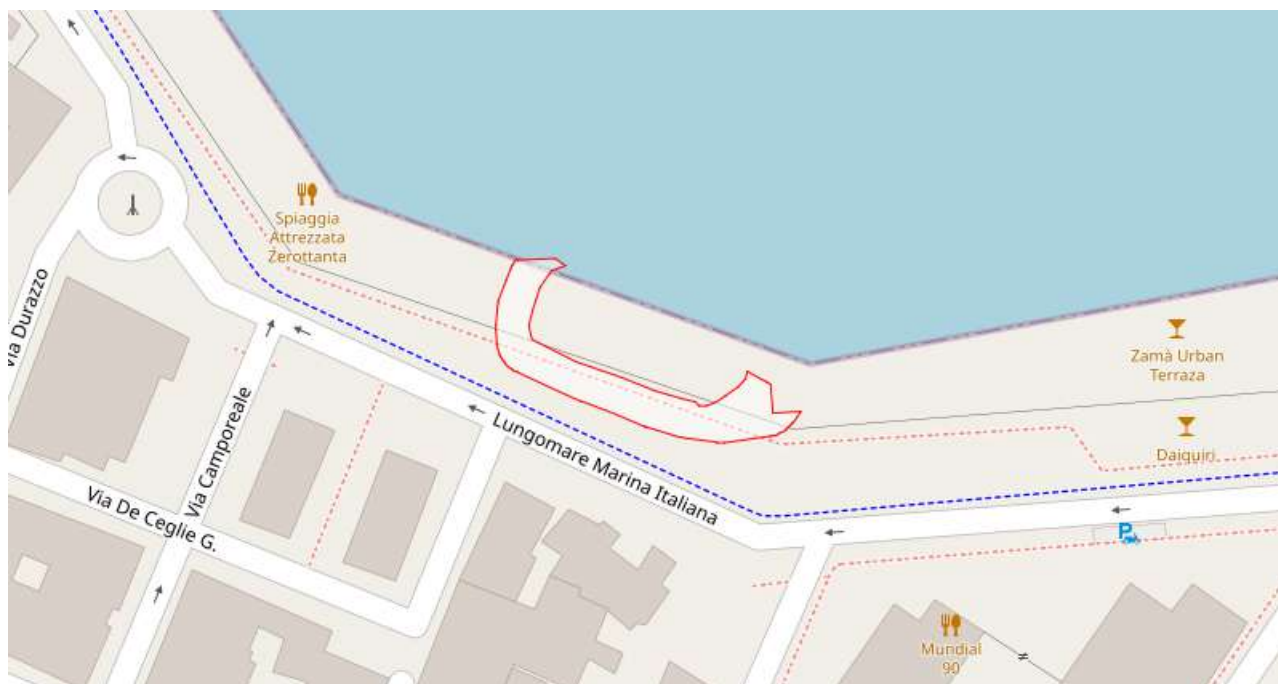 Spiaggia
Attrezzata
Zerottanta
Via Durazzo
Via Camporeale
Lungomare Marina Italiana
Via De Ceglie G.
Zamà Urban
Terraza
Daiquiri
P
Mundial
90